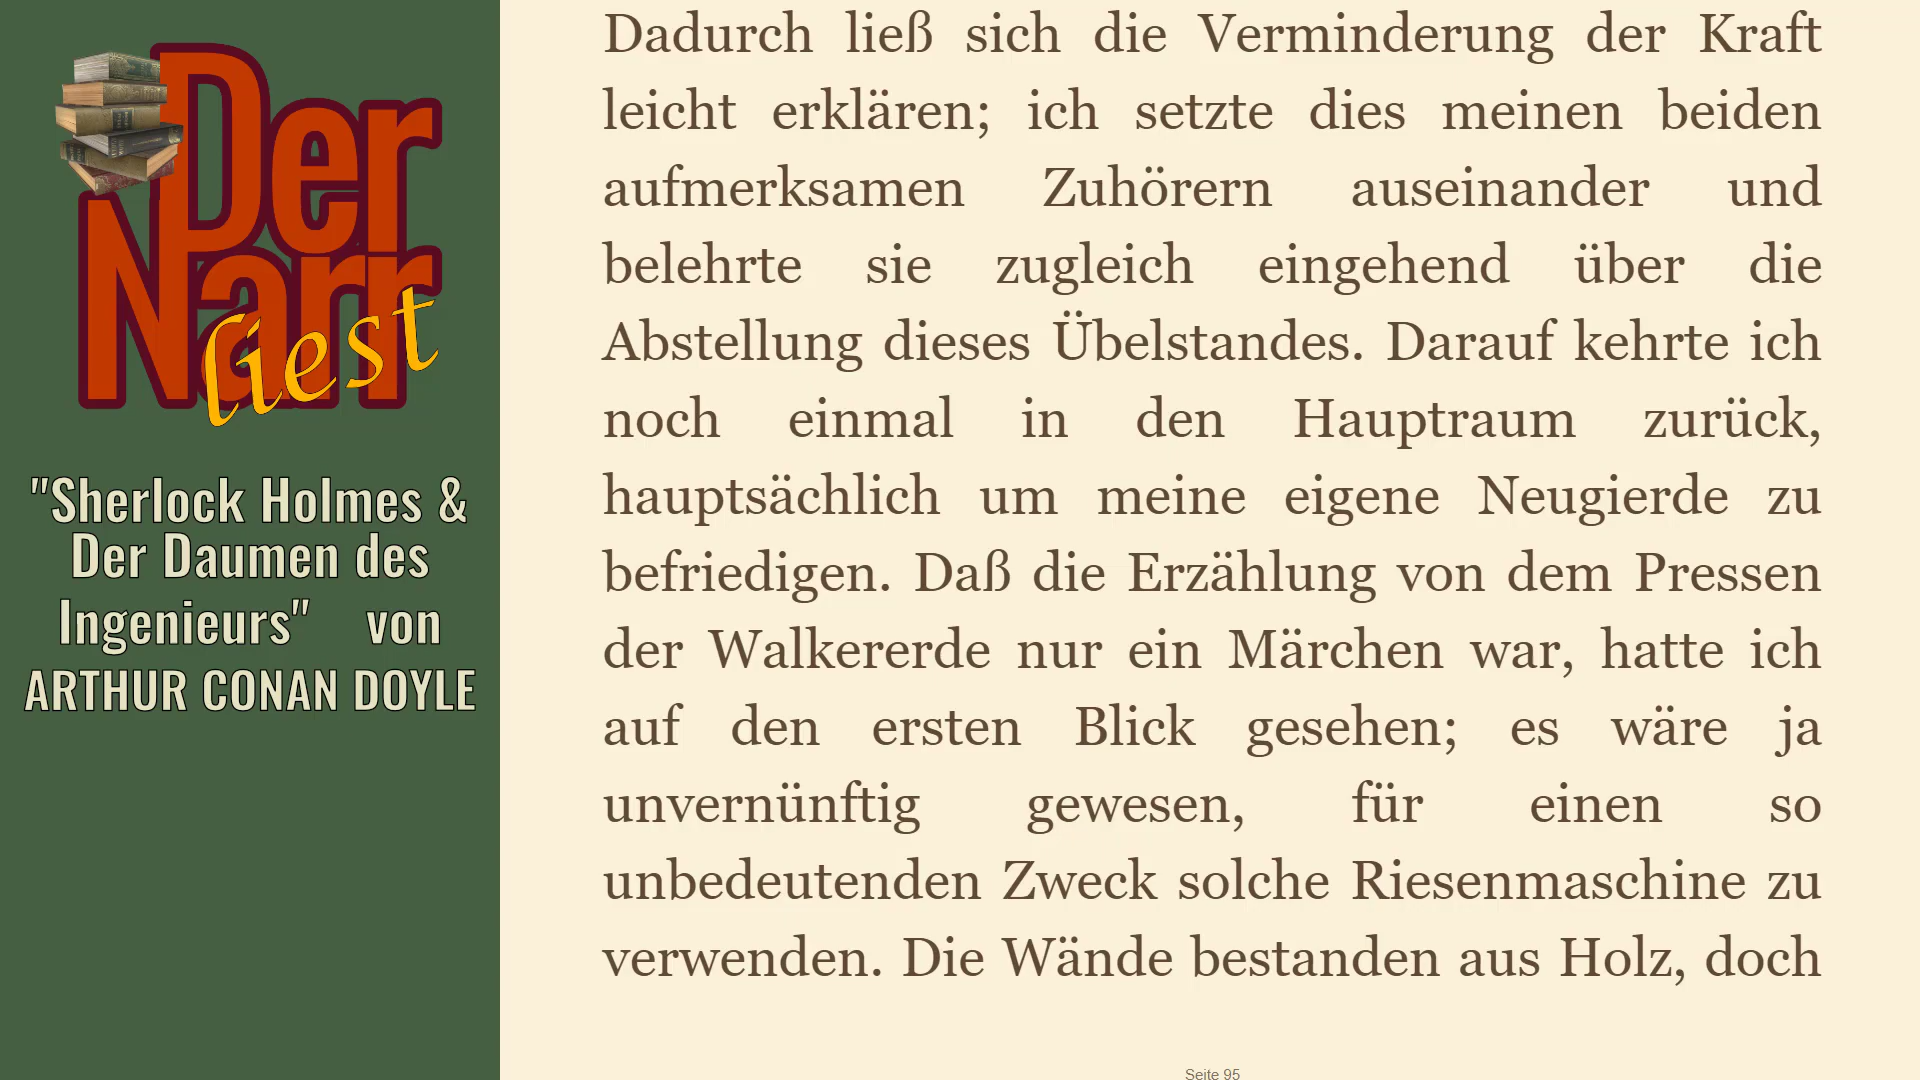 Der
Narr
liest
"Sherlock Holmes &
Der Daumen des
Ingenieurs" von
ARTHUR CONAN DOYLE
Dadurch ließ sich die Verminderung der Kraft
leicht erklären; ich setzte dies meinen beiden
aufmerksamen Zuhörern auseinander und
belehrte sie zugleich eingehend über die
Abstellung dieses Übelstandes. Darauf kehrte ich
noch einmal in den Hauptraum zurück,
hauptsächlich um meine eigene Neugierde zu
befriedigen. Daß die Erzählung von dem Pressen
der Walkererde nur ein Märchen war, hatte ich
auf den ersten Blick gesehen; es wäre ja
unvernünftig gewesen, für einen so
unbedeutenden Zweck solche Riesenmaschine zu
verwenden. Die Wände bestanden aus Holz, doch
Seite 95